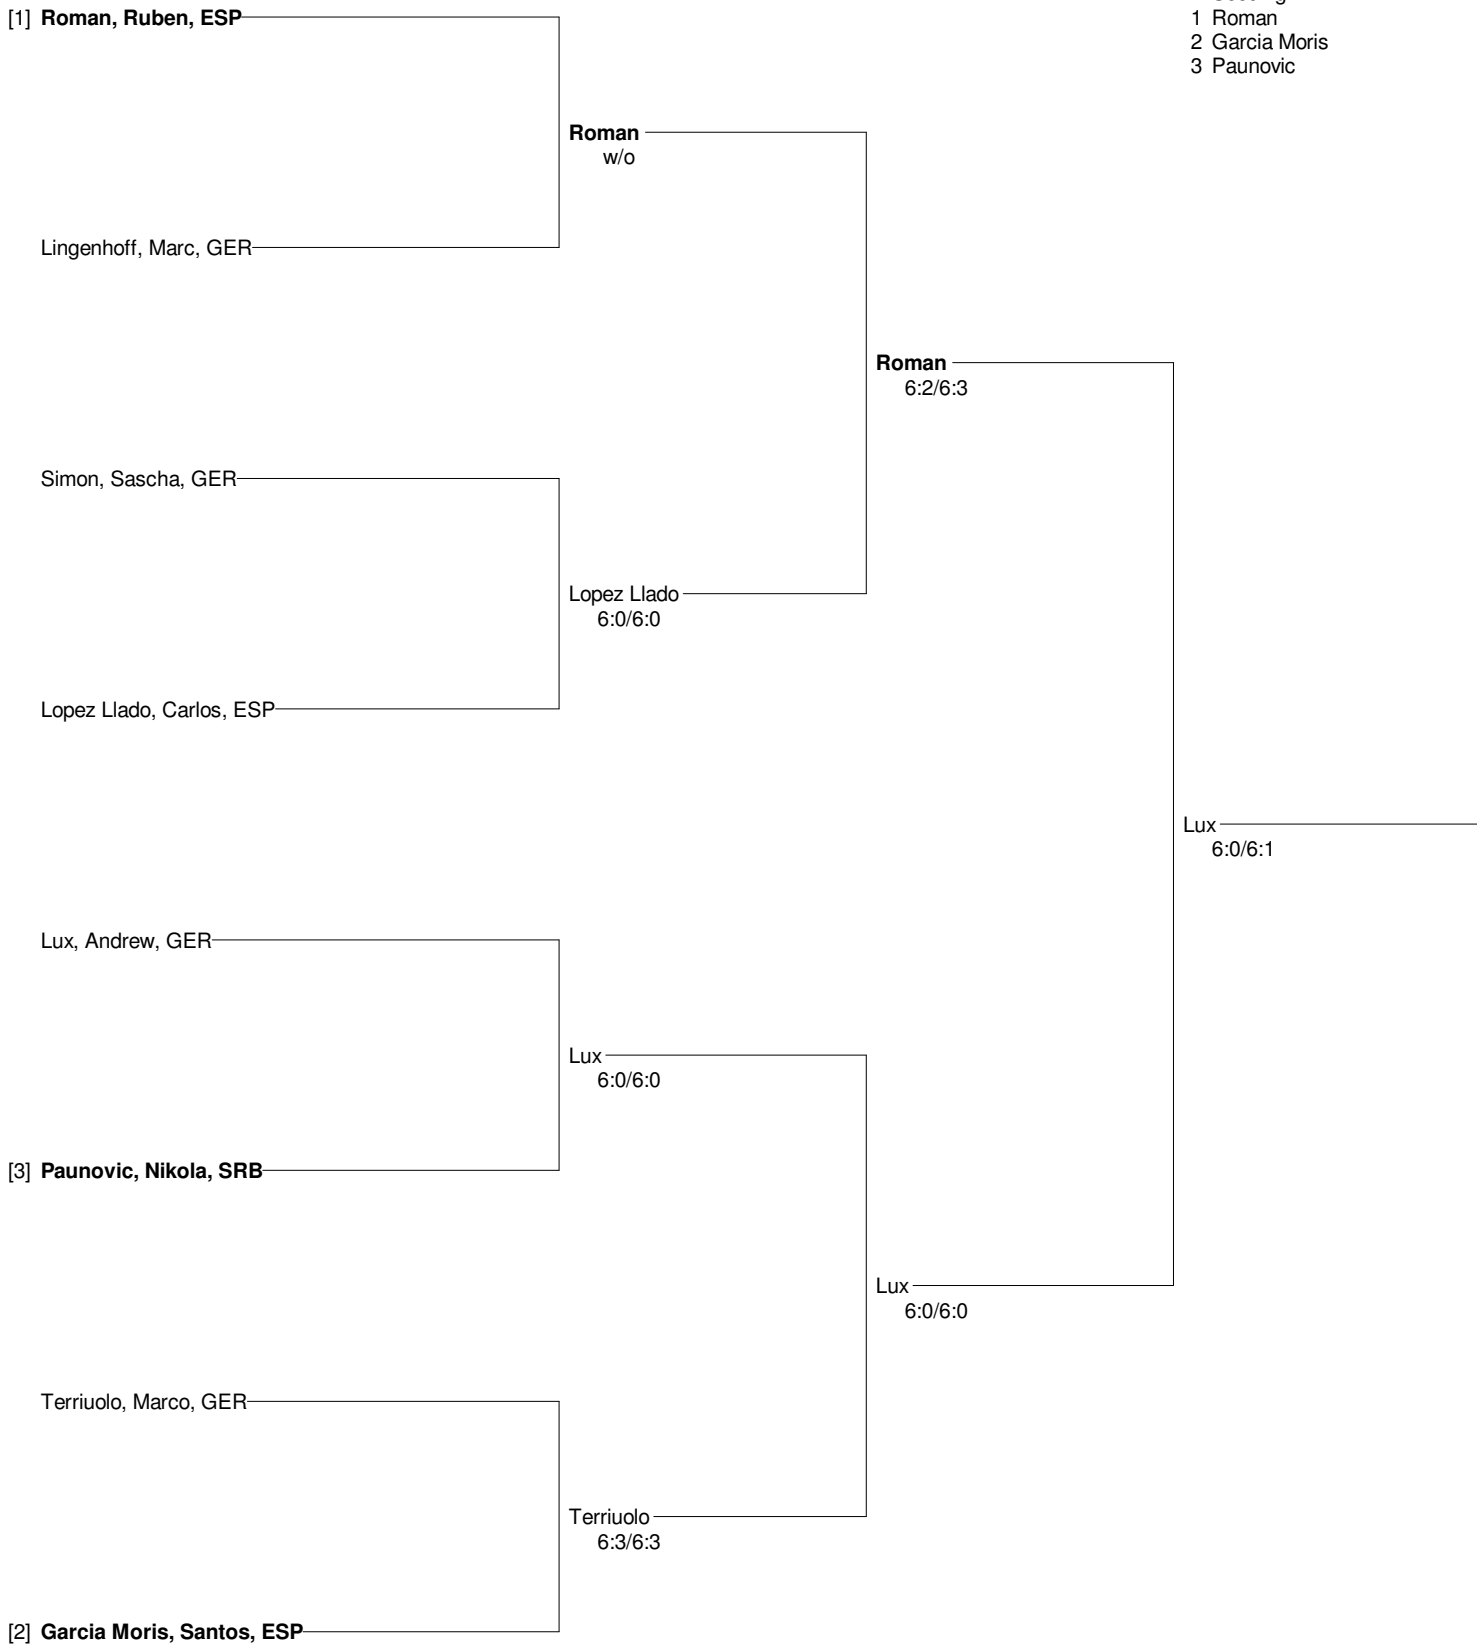 [1] Roman, Ruben, ESP
1 Roman
2 Garcia Moris
3 Paunovic
Roman
w/o
Lingenhoff, Marc, GER
Roman
6:2/6:3
Simon, Sascha, GER
Lopez Llado
6:0/6:0
Lopez Llado, Carlos, ESP
Lux
6:0/6:1
Lux, Andrew, GER
Lux
6:0/6:0
[3] Paunovic, Nikola, SRB
Lux
6:0/6:0
Terriuolo, Marco, GER
Terriuolo
6:3/6:3
[2] Garcia Moris, Santos, ESP